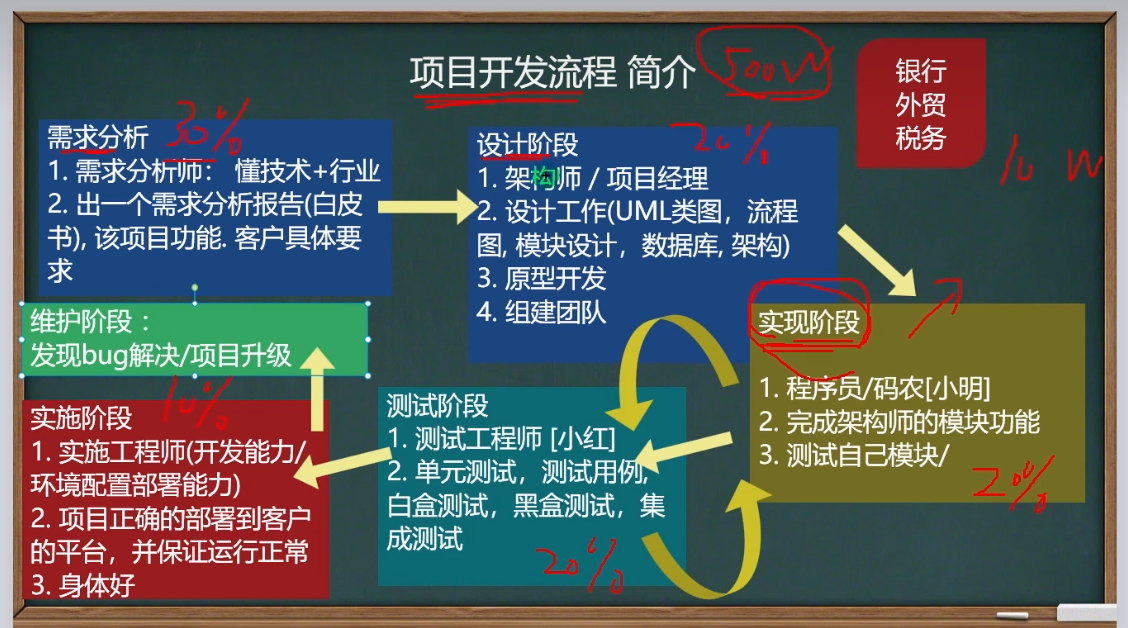 项目开发流程 简介
500W
银行
外贸
税务
10 W
需求分析
30%
1. 需求分析师： 懂技术+行业
2. 出一个需求分析报告(白皮
书), 该项目功能. 客户具体要
求
设计阶段
20%
1. 架构师 / 项目经理
2. 设计工作(UML类图，流程
图, 模块设计，数据库, 架构)
3. 原型开发
4. 组建团队
实现阶段
1. 程序员/码农[小明]
2. 完成架构师的模块功能
3. 测试自己模块/
20%
测试阶段
1. 测试工程师 [小红]
2. 单元测试，测试用例,
白盒测试，黑盒测试，集
成测试
20%
维护阶段：
发现bug解决/项目升级
10%
实施阶段
1. 实施工程师(开发能力/
环境配置部署能力)
2. 项目正确的部署到客户
的平台，并保证运行正常
3. 身体好